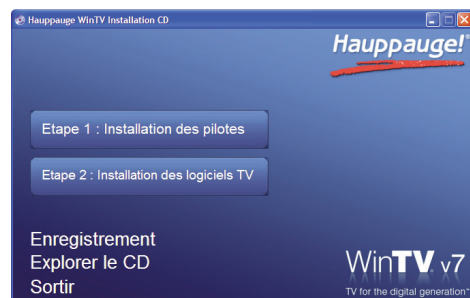 Hauppauge WinTV Installation CD
Hauppauge!
Etape 1 : Installation des pilotes
Etape 2 : Installation des logiciels TV
Enregistrement
Explorer le CD
Sortir
WinTV. v7
TV for the digital generation™